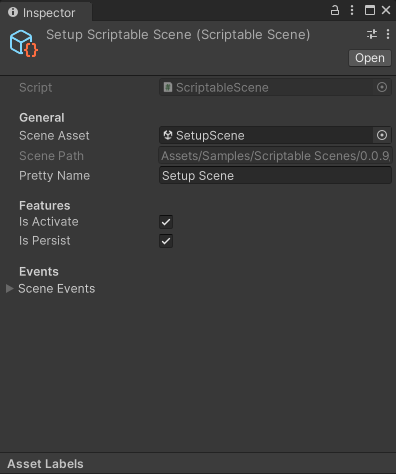 Inspector
Setup Scriptable Scene (Scriptable Scene)
Open
Script ScriptableScene
General
Scene Asset SetupScene
Scene Path Assets/Samples/Scriptable Scenes/0.0.9
Pretty Name Setup Scene
Features
Is Activate
Is Persist
Events
Scene Events
Asset Labels